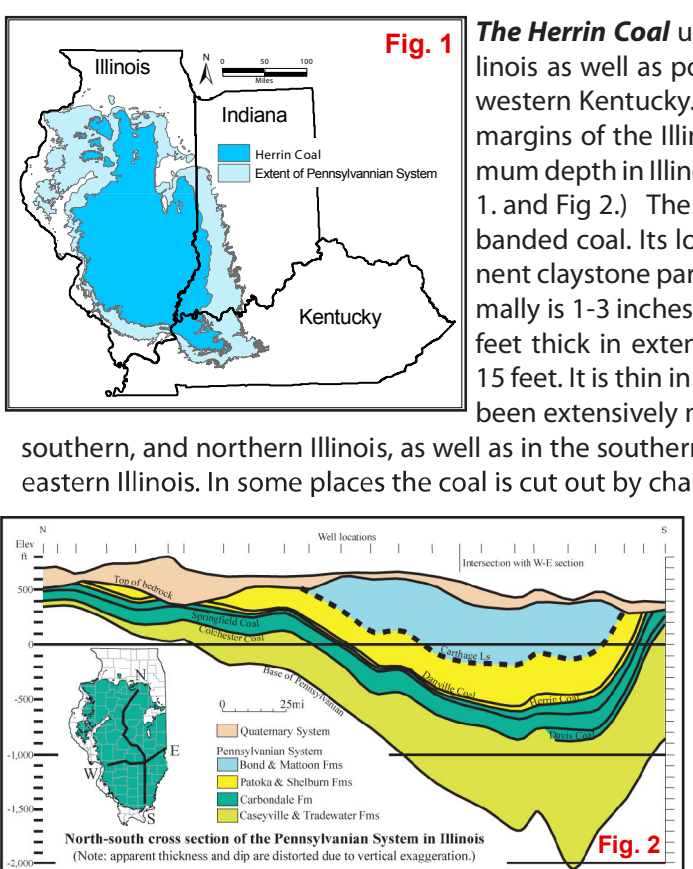 Fig. 1
Illinois
N
0 50 100
Miles
Indiana
Herrin Coal
Extent of Pennsylvannian System
Kentucky
The Herrin Coal u
linois as well as po
western Kentucky.
margins of the Illin
mum depth in Illino
1. and Fig 2.) The
banded coal. Its lo
nent claystone par
mally is 1-3 inches
feet thick in exten
15 feet. It is thin in
been extensively m
southern, and northern Illinois, as well as in the southern
eastern Illinois. In some places the coal is cut out by cha
N
S
Elev
ft
Well locations
Intersection with W-E section
500
0
-500
-1,000
-1,500
-2,000
Top of bedrock
Springfield Coal
Colchester Coal
Base of Pennsylvanian
Carthage Ls.
Danville Coal
Herrin Coal
Davis Coal
N
E
W
S
0 25mi
Quaternary System
Pennsylvanian System
Bond & Mattoon Fms
Patoka & Shelburn Fms
Carbondale Fm
Caseyville & Tradewater Fms
North-south cross section of the Pennsylvanian System in Illinois
(Note: apparent thickness and dip are distorted due to vertical exaggeration.)
Fig. 2